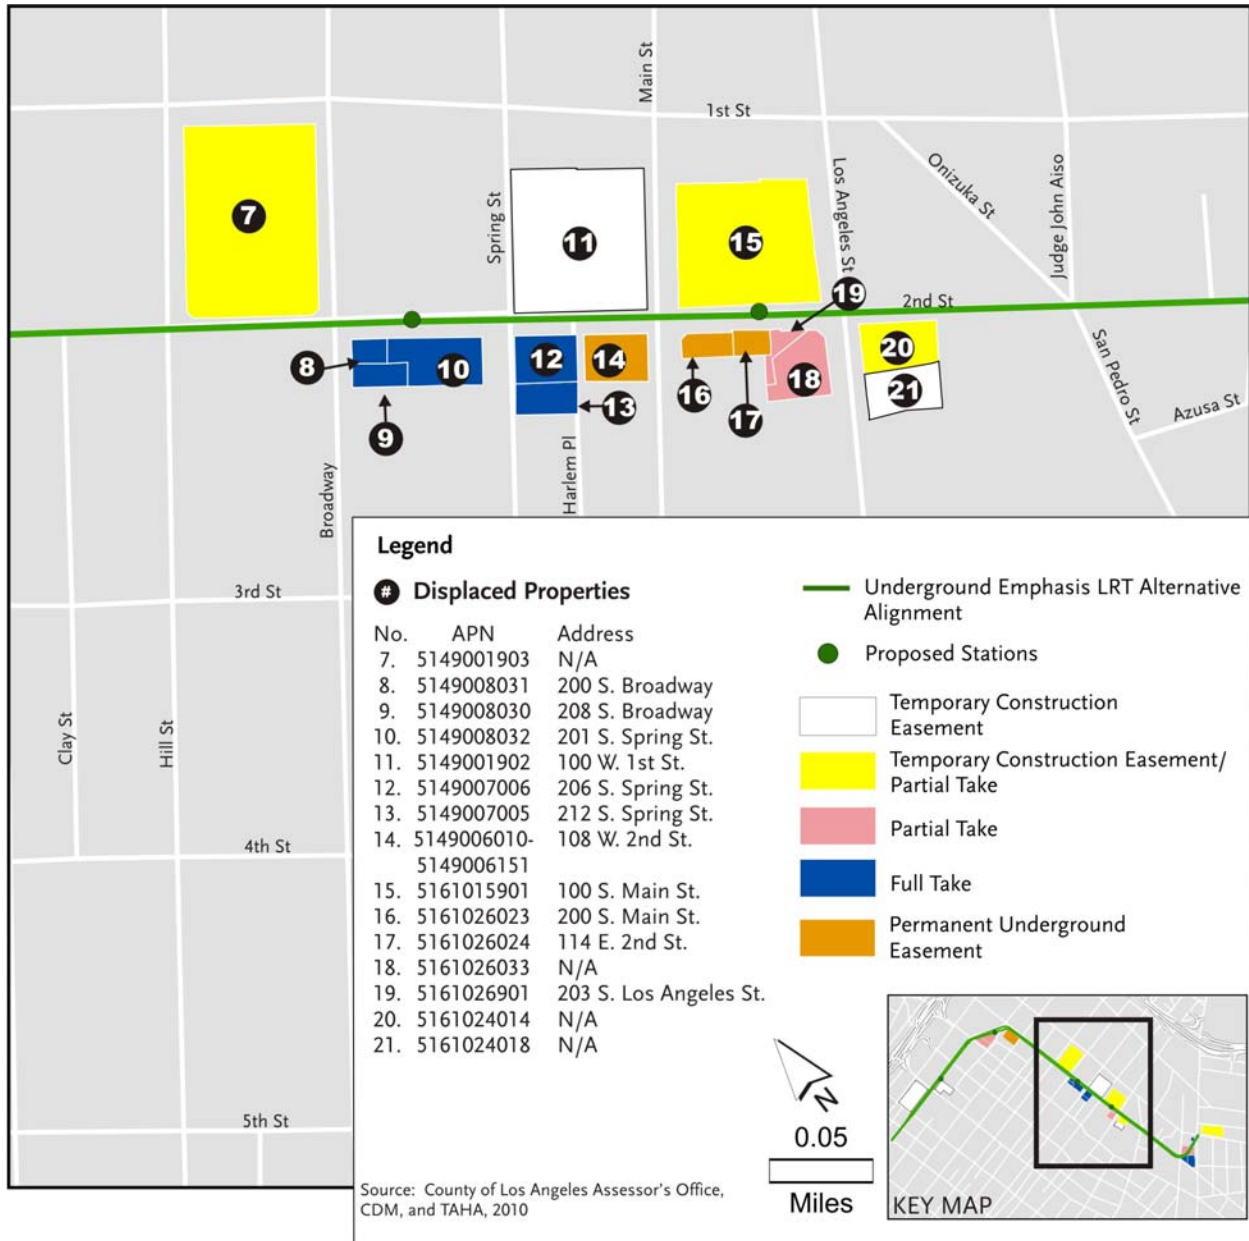 Main St
1st St
Spring St
Los Angeles St
Onizuka St
Judge John Aiso
7
11
15
19
2nd St
8
10
12
14
16
18
20
21
13
17
9
San Pedro St
Azusa St
Broadway
Harlem Pl
3rd St
Clay St
Hill St
4th St
5th St
Legend
# Displaced Properties
No. APN Address
7. 5149001903 N/A
8. 5149008031 200 S. Broadway
9. 5149008030 208 S. Broadway
10. 5149008032 201 S. Spring St.
11. 5149001902 100 W. 1st St.
12. 5149007006 206 S. Spring St.
13. 5149007005 212 S. Spring St.
14. 5149006010- 108 W. 2nd St.
5149006151
15. 5161015901 100 S. Main St.
16. 5161026023 200 S. Main St.
17. 5161026024 114 E. 2nd St.
18. 5161026033 N/A
19. 5161026901 203 S. Los Angeles St.
20. 5161024014 N/A
21. 5161024018 N/A
Underground Emphasis LRT Alternative
Alignment
Proposed Stations
Temporary Construction
Easement
Temporary Construction Easement/
Partial Take
Partial Take
Full Take
Permanent Underground
Easement
N
0.05
Miles
Source: County of Los Angeles Assessor's Office,
CDM, and TAHA, 2010
KEY MAP